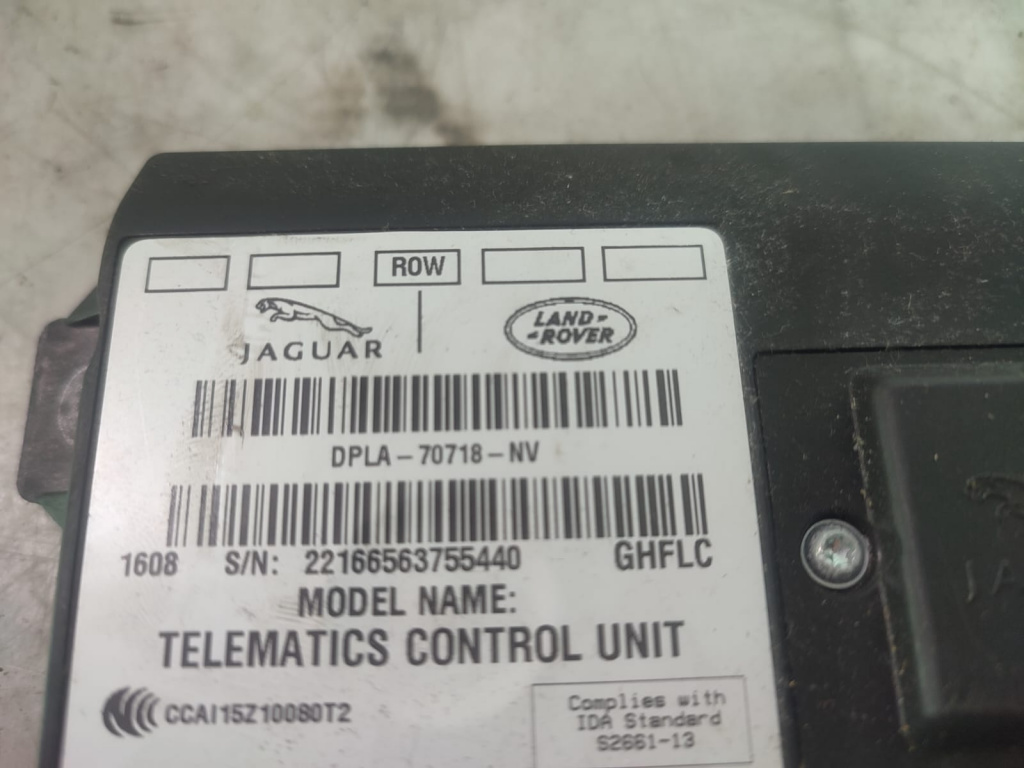 ROW
JAGUAR
LAND
ROVER
DPLA-70718-NV
1608 S/N: 22166563755440 GHFLC
MODEL NAME:
TELEMATICS CONTROL UNIT
CCAI15Z10080T2
Complies with
IDA Standard
S2661-13
JA